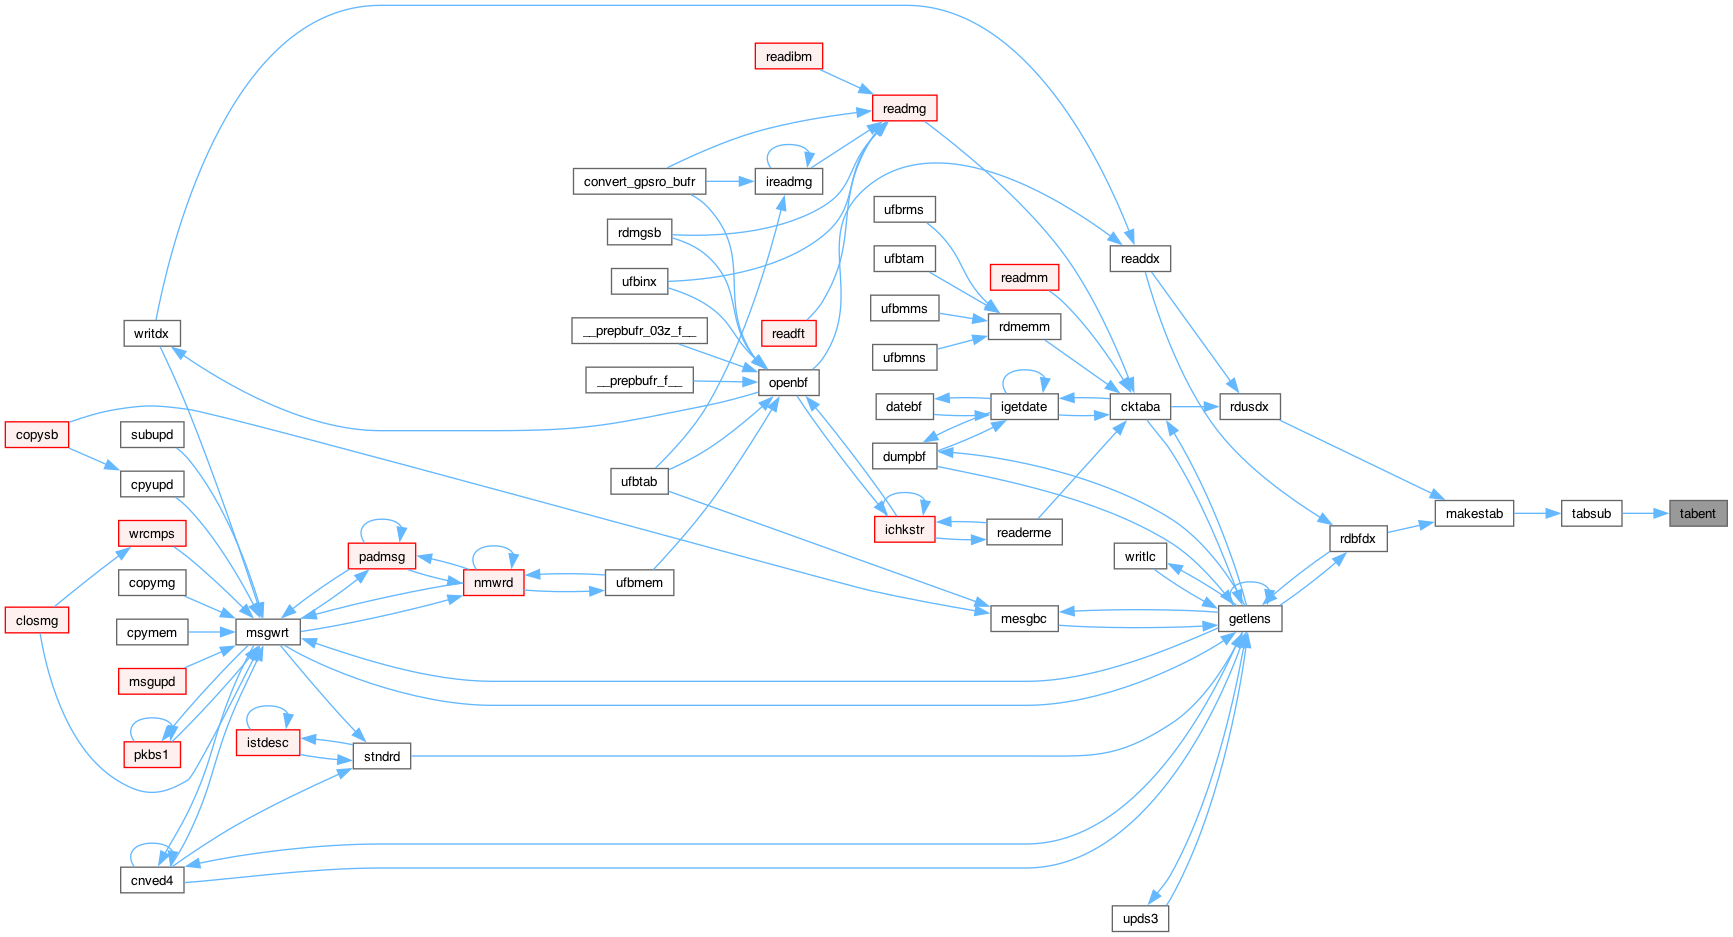 readibm
readmg
convert_gpsro_bufr
ireadmg
ufbrms
rdmgsb
ufbtam
readdx
ufbinx
readmm
ufbmms
rdmemm
writdx
__prepbufr_03z_f__
readft
ufbmns
__prepbufr_f__
openbf
datebf
igetdate
cktaba
rdusdx
copysb
subupd
dumpbf
cpyupd
ufbtab
makestab
tabsub
tabent
wrcmps
ichkstr
readerme
rdbfdx
padmsg
writlc
copymg
nmwrd
ufbmem
closmg
mesgbc
getlens
cpymem
msgwrt
msgupd
istdesc
pkbs1
stndrd
cnved4
upds3